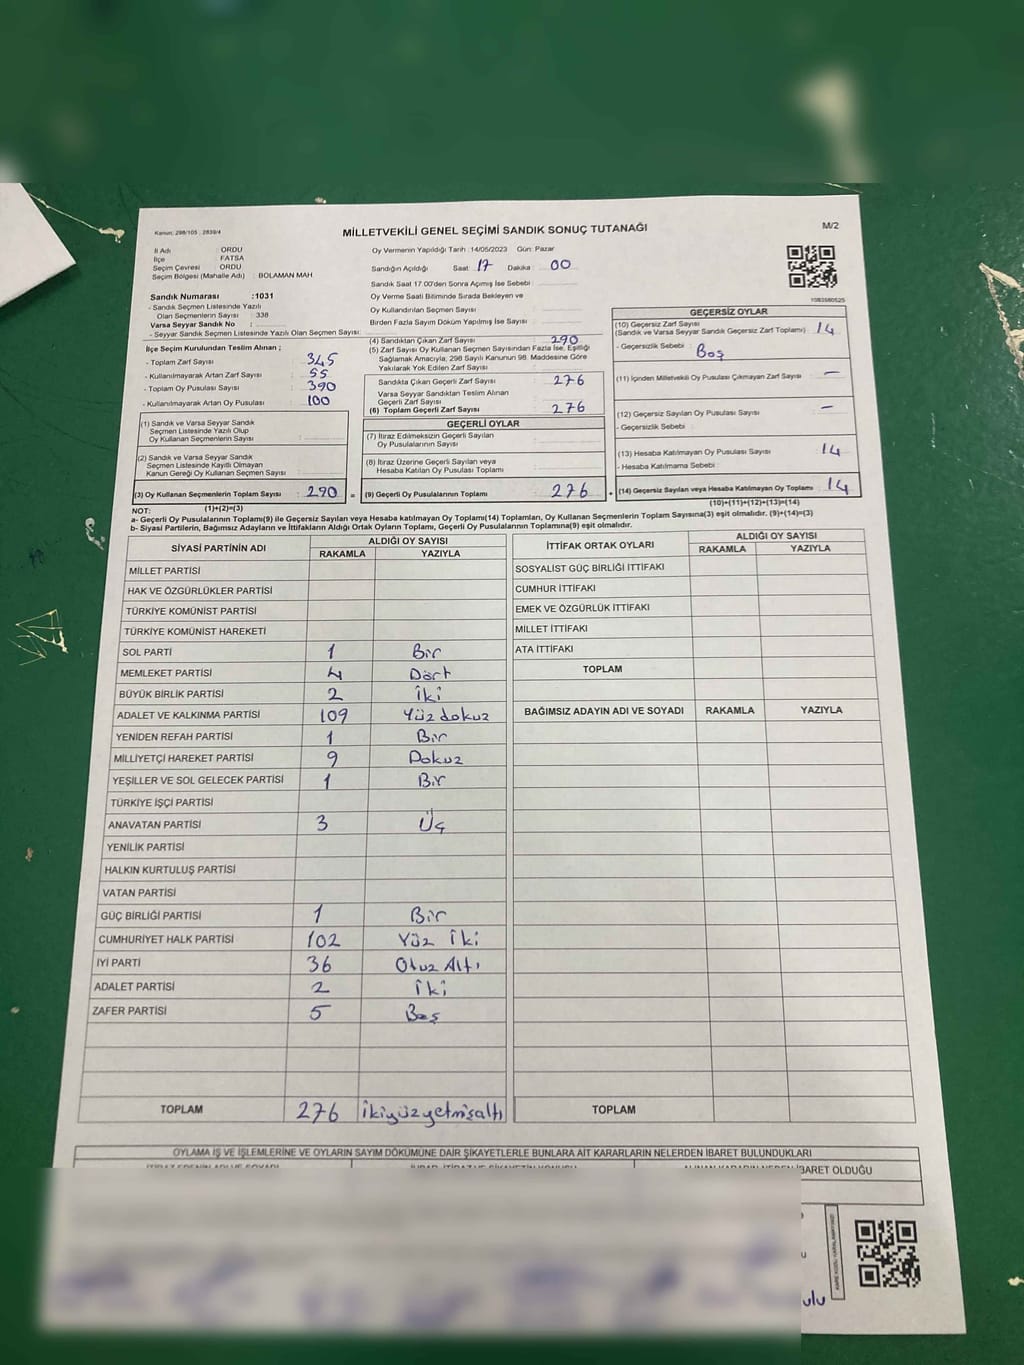 Kanun: 298/105 , 2839/4
MİLLETVEKİLİ GENEL SEÇİMİ SANDIK SONUÇ TUTANAĞI
M/2
İl Adı : ORDU
İlçe : FATSA
Seçim Çevresi : ORDU
Seçim Bölgesi (Mahalle Adı) : BOLAMAN MAH
Sandık Numarası :1031
- Sandık Seçmen Listesinde Yazılı
Olan Seçmenlerin Sayısı : 338
Varsa Seyyar Sandık No :
- Seyyar Sandık Seçmen Listesinde Yazılı Olan Seçmen Sayısı:
Oy Vermenin Yapıldığı Tarih :14/05/2023 Gün: Pazar
Sandığın Açıldığı Saat 17 Dakika : 00
Sandık Saat 17.00'den Sonra Açılmış İse Sebebi :
Oy Verme Saati Bitiminde Sırada Bekleyen ve
Oy Kullandırılan Seçmen Sayısı :
Birden Fazla Sayım Döküm Yapılmış İse Sayısı :
1083580525
İlçe Seçim Kurulundan Teslim Alınan ;
- Toplam Zarf Sayısı : 345
- Kullanılmayarak Artan Zarf Sayısı : 55
- Toplam Oy Pusulası Sayısı : 390
- Kullanılmayarak Artan Oy Pusulası : 100
(1) Sandık ve Varsa Seyyar Sandık
Seçmen Listesinde Yazılı Olup
Oy Kullanan Seçmenlerin Sayısı :
(2) Sandık ve Varsa Seyyar Sandık
Seçmen Listesinde Kayıtlı Olmayan
Kanun Gereği Oy Kullanan Seçmen Sayısı :
(3) Oy Kullanan Seçmenlerin Toplam Sayısı : 290 =
(1)+(2)=(3)
(4) Sandıktan Çıkan Zarf Sayısı : 290
(5) Zarf Sayısı Oy Kullanan Seçmen Sayısından Fazla İse, Eşitliği
Sağlamak Amacıyla; 298 Sayılı Kanunun 98. Maddesine Göre
Yakılarak Yok Edilen Zarf Sayısı :
Sandıkta Çıkan Geçerli Zarf Sayısı : 276
Varsa Seyyar Sandıktan Teslim Alınan
Geçerli Zarf Sayısı :
(6) Toplam Geçerli Zarf Sayısı : 276
GEÇERLİ OYLAR
(7) İtiraz Edilmeksizin Geçerli Sayılan
Oy Pusulalarının Sayısı :
(8) İtiraz Üzerine Geçerli Sayılan veya
Hesaba Katılan Oy Pusulası Toplamı :
(9) Geçerli Oy Pusulalarının Toplamı : 276 +
GEÇERSİZ OYLAR
(10) Geçersiz Zarf Sayısı
(Sandık ve Varsa Seyyar Sandık Geçersiz Zarf Toplamı) : 14
- Geçersizlik Sebebi : Boş
(11) İçinden Milletvekili Oy Pusulası Çıkmayan Zarf Sayısı : –
(12) Geçersiz Sayılan Oy Pusulası Sayısı : –
- Geçersizlik Sebebi :
(13) Hesaba Katılmayan Oy Pusulası Sayısı : 14
- Hesaba Katılmama Sebebi :
(14) Geçersiz Sayılan veya Hesaba Katılmayan Oy Toplamı : 14
(10)+(11)+(12)+(13)=(14)
NOT:
a- Geçerli Oy Pusulalarının Toplamı(9) ile Geçersiz Sayılan veya Hesaba katılmayan Oy Toplamı(14) Toplamları, Oy Kullanan Seçmenlerin Toplam Sayısına(3) eşit olmalıdır. (9)+(14)=(3)
b- Siyasi Partilerin, Bağımsız Adayların ve İttifakların Aldığı Ortak Oyların Toplamı, Geçerli Oy Pusulalarının Toplamına(9) eşit olmalıdır.
SİYASİ PARTİNİN ADI ALDIĞI OY SAYISI
RAKAMLA YAZIYLA
MİLLET PARTİSİ
HAK VE ÖZGÜRLÜKLER PARTİSİ
TÜRKİYE KOMÜNİST PARTİSİ
TÜRKİYE KOMÜNİST HAREKETİ
SOL PARTİ 1 Bir
MEMLEKET PARTİSİ 4 Dört
BÜYÜK BİRLİK PARTİSİ 2 İki
ADALET VE KALKINMA PARTİSİ 109 Yüz dokuz
YENİDEN REFAH PARTİSİ 1 Bir
MİLLİYETÇİ HAREKET PARTİSİ 9 Dokuz
YEŞİLLER VE SOL GELECEK PARTİSİ 1 Bir
TÜRKİYE İŞÇİ PARTİSİ
ANAVATAN PARTİSİ 3 Üç
YENİLİK PARTİSİ
HALKIN KURTULUŞ PARTİSİ
VATAN PARTİSİ
GÜÇ BİRLİĞİ PARTİSİ 1 Bir
CUMHURİYET HALK PARTİSİ 102 Yüz İki
İYİ PARTİ 36 Otuz Altı
ADALET PARTİSİ 2 İki
ZAFER PARTİSİ 5 Beş
TOPLAM 276 İkiyüzyetmişaltı
İTTİFAK ORTAK OYLARI ALDIĞI OY SAYISI
RAKAMLA YAZIYLA
SOSYALİST GÜÇ BİRLİĞİ İTTİFAKI
CUMHUR İTTİFAKI
EMEK VE ÖZGÜRLÜK İTTİFAKI
MİLLET İTTİFAKI
ATA İTTİFAKI
TOPLAM
BAĞIMSIZ ADAYIN ADI VE SOYADI RAKAMLA YAZIYLA
TOPLAM
OYLAMA İŞ VE İŞLEMLERİNE VE OYLARIN SAYIM DÖKÜMÜNE DAİR ŞİKAYETLERLE BUNLARA AİT KARARLARIN NELERDEN İBARET BULUNDUKLARI
İBARET OLDUĞU
ulu